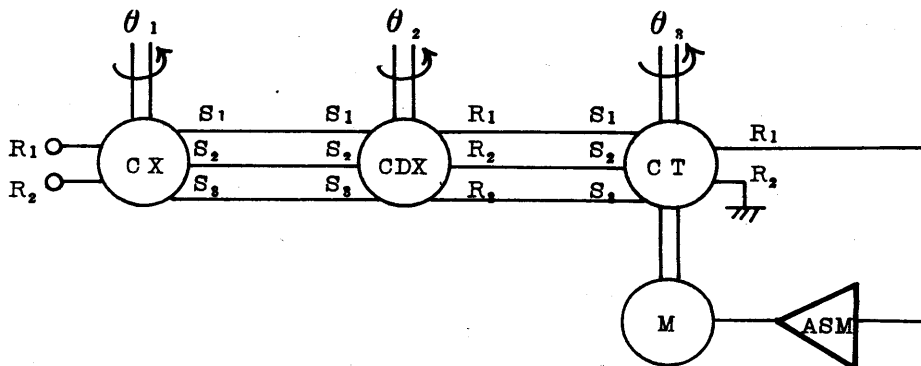 θ₁ θ₂ θ₃
S₁ S₁ R₁ S₁ R₁
R₁ CX S₂ S₂ CDX R₂ S₂ CT R₂
R₂ S₃ S₃ R₃ S₃
M ASM